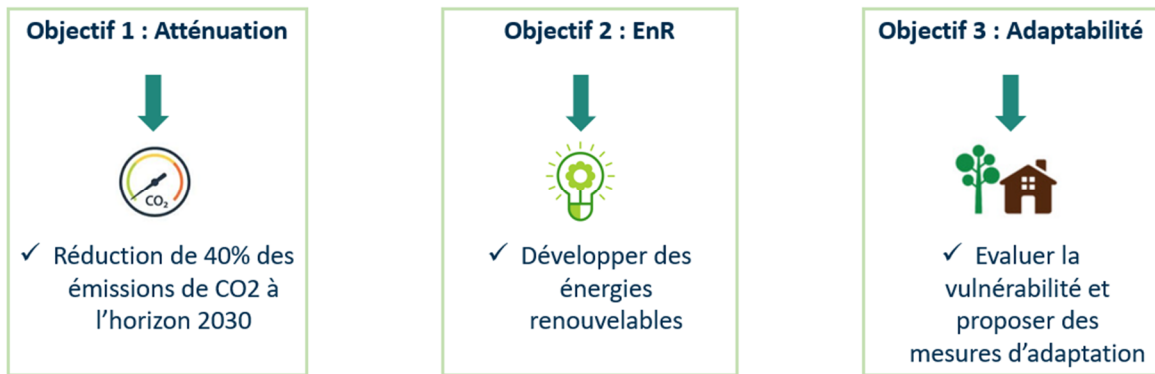 Objectif 1 : Atténuation
CO₂
✓ Réduction de 40% des
émissions de CO2 à
l’horizon 2030
Objectif 2 : EnR
✓ Développer des
énergies
renouvelables
Objectif 3 : Adaptabilité
✓ Evaluer la
vulnérabilité et
proposer des
mesures d’adaptation